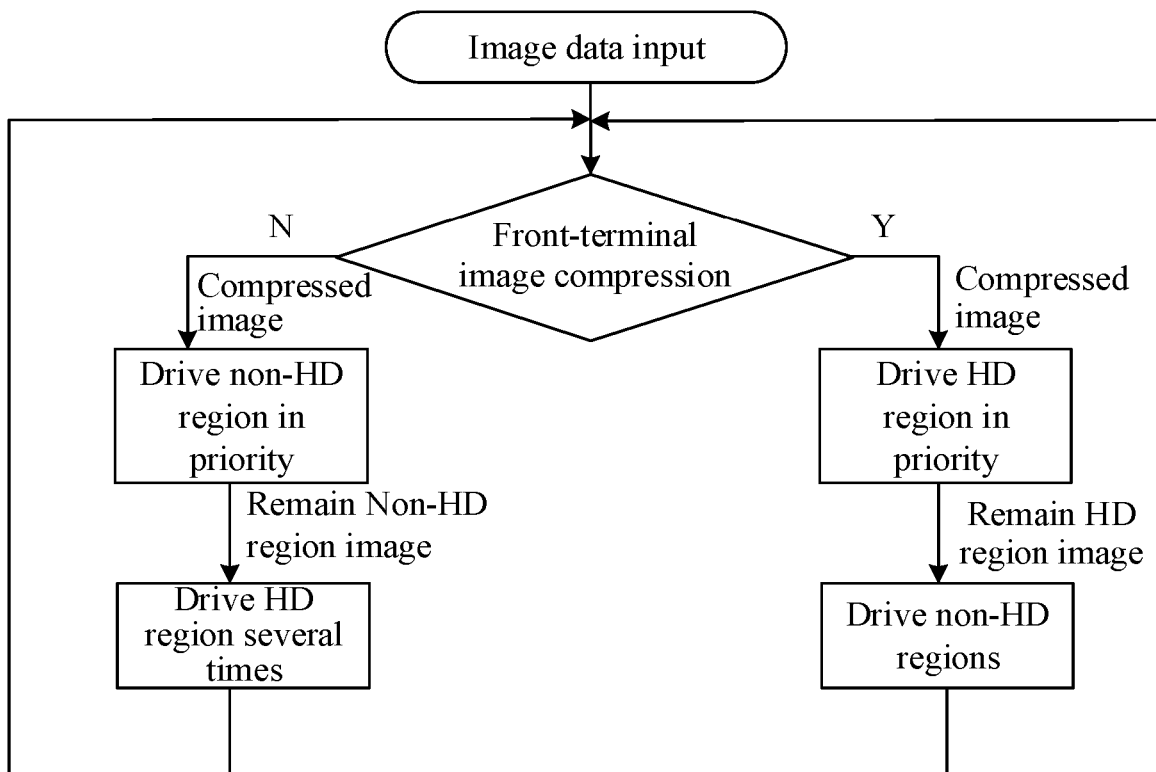 Image data input
Front-terminal
image compression
N
Y
Compressed
image
Compressed
image
Drive non-HD
region in
priority
Drive HD
region in
priority
Remain Non-HD
region image
Remain HD
region image
Drive HD
region several
times
Drive non-HD
regions